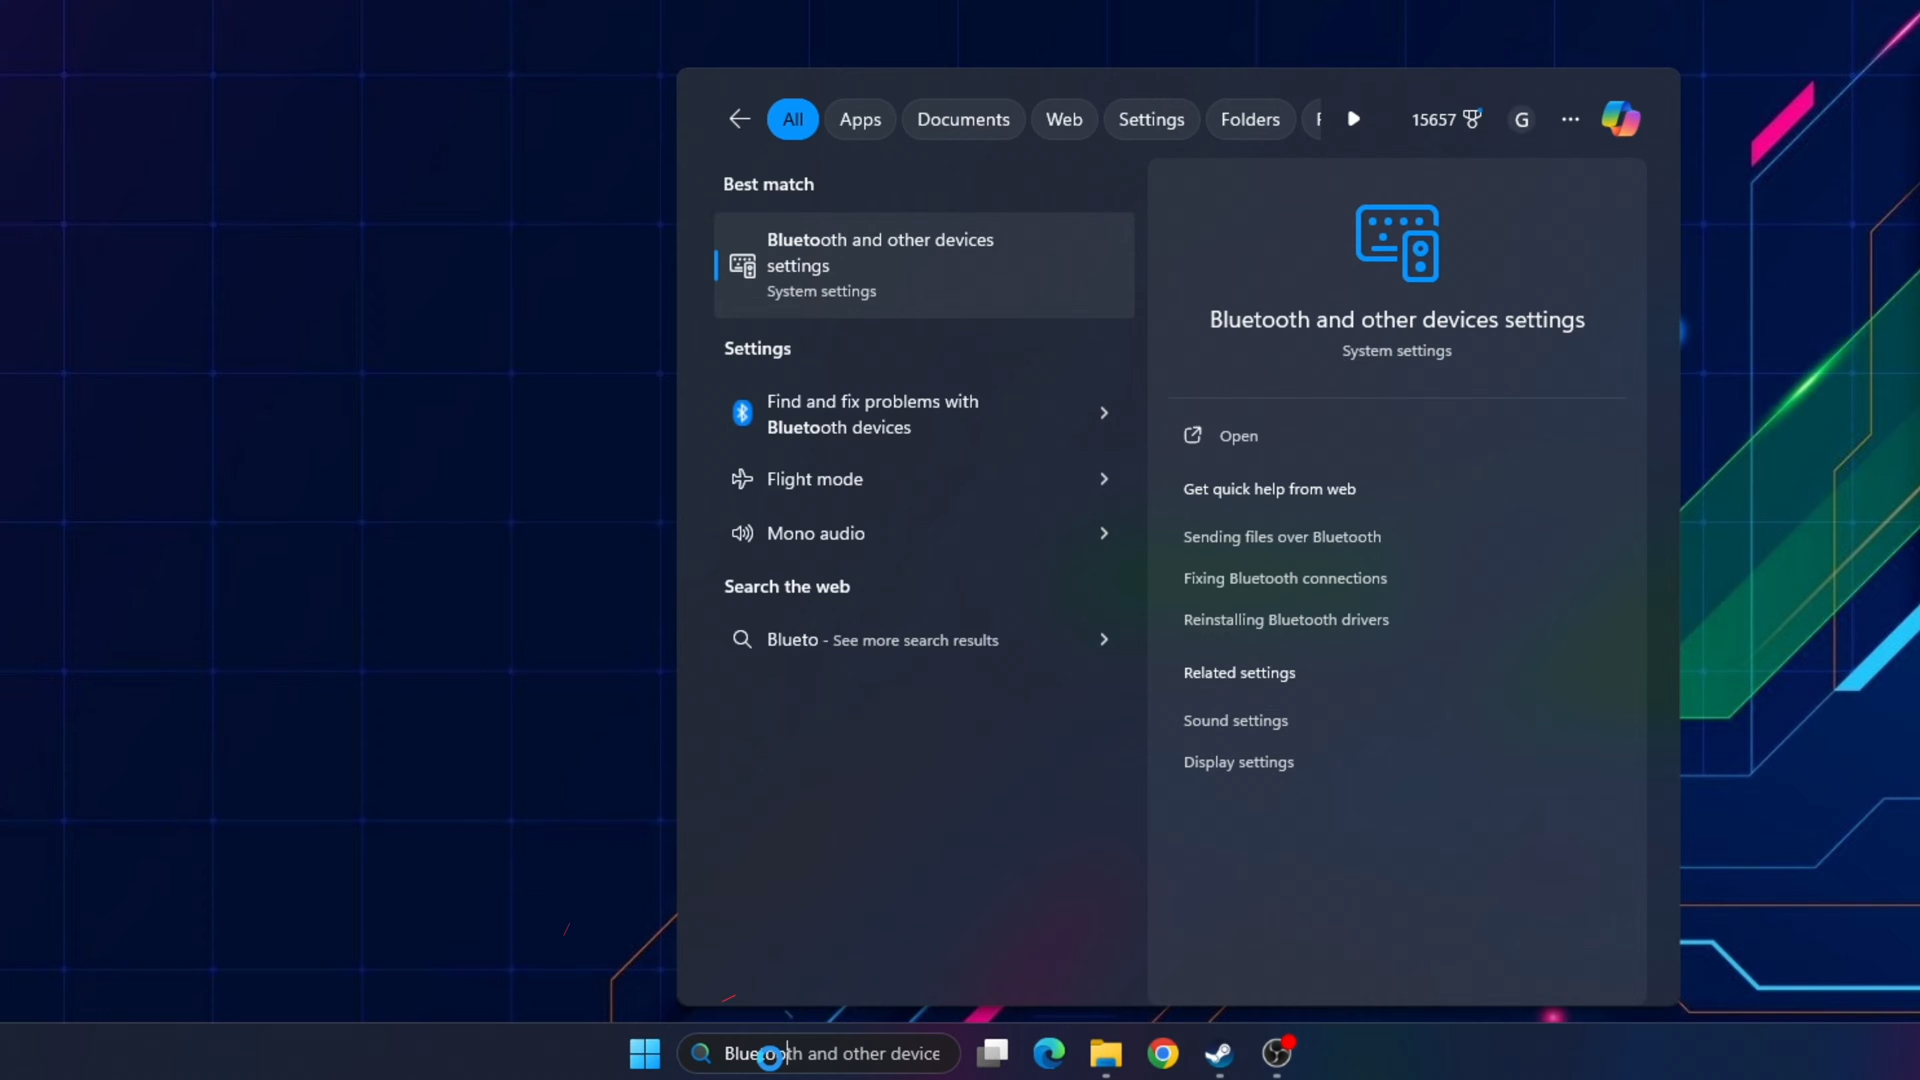 All
Apps
Documents
Web
Settings
Folders
15657
G
Best match
Bluetooth and other devices
settings
System settings
Settings
Find and fix problems with
Bluetooth devices
Flight mode
Mono audio
Search the web
Blueto - See more search results
Bluetooth and other devices settings
System settings
Open
Get quick help from web
Sending files over Bluetooth
Fixing Bluetooth connections
Reinstalling Bluetooth drivers
Related settings
Sound settings
Display settings
Bluetooth and other device